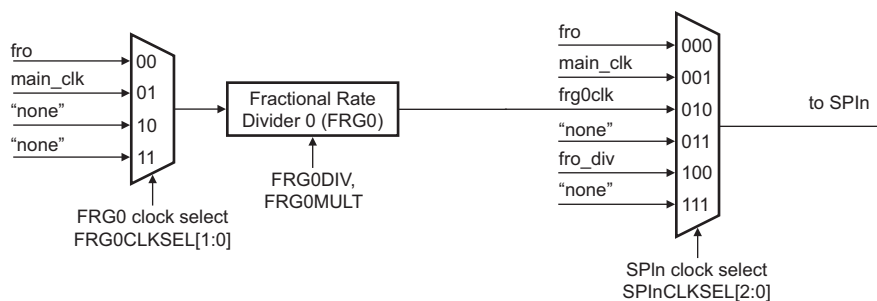 fro
00
main_clk
01
“none”
10
“none”
11
FRG0 clock select
FRG0CLKSEL[1:0]
Fractional Rate
Divider 0 (FRG0)
FRG0DIV,
FRG0MULT
fro
000
main_clk
001
frg0clk
010
“none”
011
fro_div
100
“none”
111
SPIn clock select
SPInCLKSEL[2:0]
to SPIn